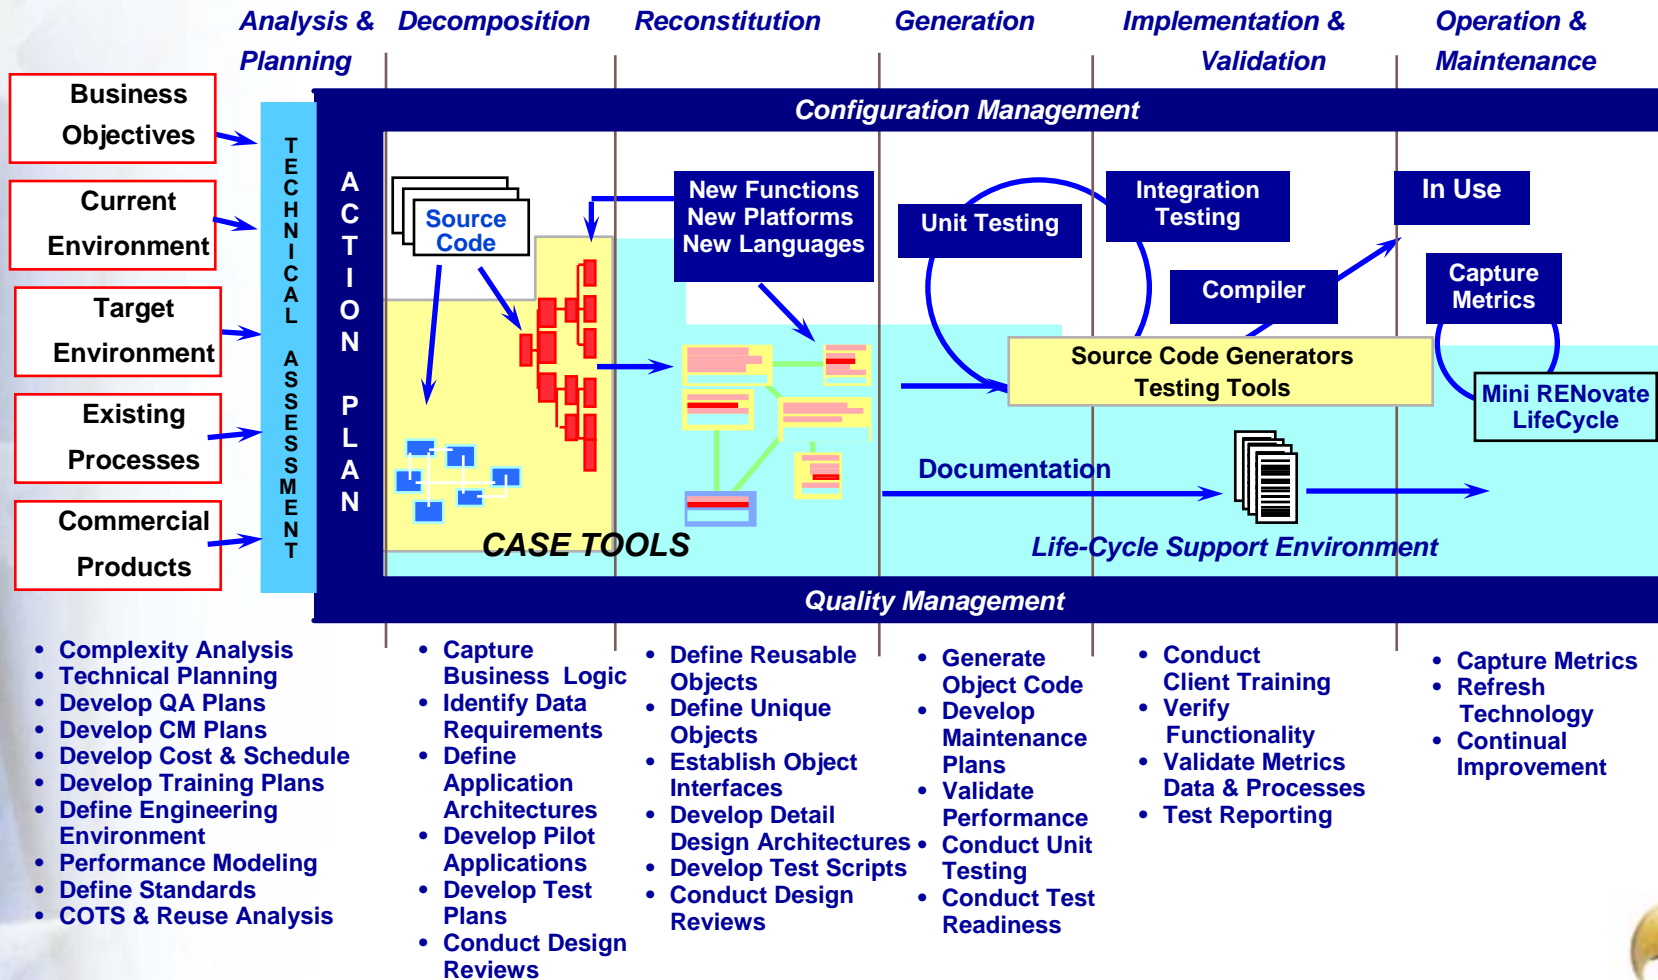 Analysis &
Planning
Decomposition
Reconstitution
Generation
Implementation &
Validation
Operation &
Maintenance
Business
Objectives
Current
Environment
Target
Environment
Existing
Processes
Commercial
Products
TECHNICAL ASSESSMENT
ACTION PLAN
Configuration Management
Source
Code
New Functions
New Platforms
New Languages
Unit Testing
Integration
Testing
Compiler
In Use
Capture
Metrics
Source Code Generators
Testing Tools
Mini RENovate
LifeCycle
Documentation
CASE TOOLS
Life-Cycle Support Environment
Quality Management
• Complexity Analysis
• Technical Planning
• Develop QA Plans
• Develop CM Plans
• Develop Cost & Schedule
• Develop Training Plans
• Define Engineering
Environment
• Performance Modeling
• Define Standards
• COTS & Reuse Analysis
• Capture
Business Logic
• Identify Data
Requirements
• Define
Application
Architectures
• Develop Pilot
Applications
• Develop Test
Plans
• Conduct Design
Reviews
• Define Reusable
Objects
• Define Unique
Objects
• Establish Object
Interfaces
• Develop Detail
Design Architectures
• Develop Test Scripts
• Conduct Design
Reviews
• Generate
Object Code
• Develop
Maintenance
Plans
• Validate
Performance
• Conduct Unit
Testing
• Conduct Test
Readiness
• Conduct
Client Training
• Verify
Functionality
• Validate Metrics
Data & Processes
• Test Reporting
• Capture Metrics
• Refresh
Technology
• Continual
Improvement